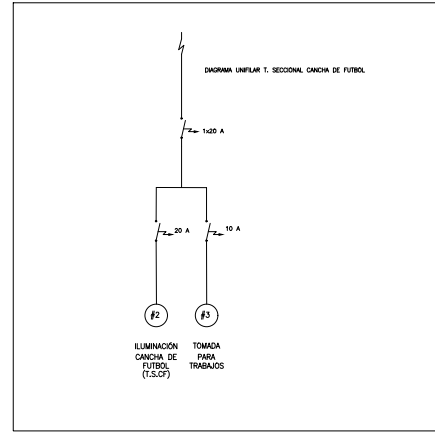 DIAGRAMA UNIFILAR T. SECCIONAL CANCHA DE FUTBOL
1x20 A
20 A
10 A
#2
#3
ILUMINACIÓN
CANCHA DE
FUTBOL
(T.S.CF)
TOMADA
PARA
TRABAJOS